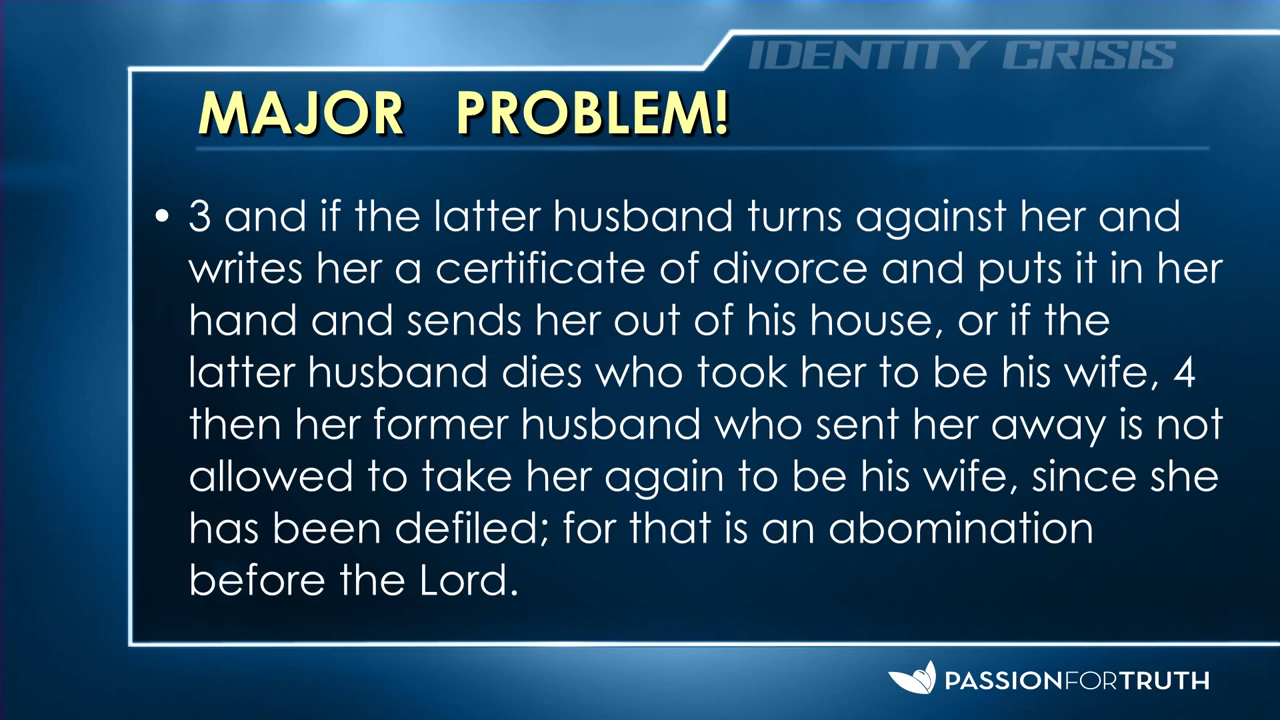 IDENTITY CRISIS
MAJOR PROBLEM!
• 3 and if the latter husband turns against her and
writes her a certificate of divorce and puts it in her
hand and sends her out of his house, or if the
latter husband dies who took her to be his wife, 4
then her former husband who sent her away is not
allowed to take her again to be his wife, since she
has been defiled; for that is an abomination
before the Lord.
PASSIONFORTRUTH